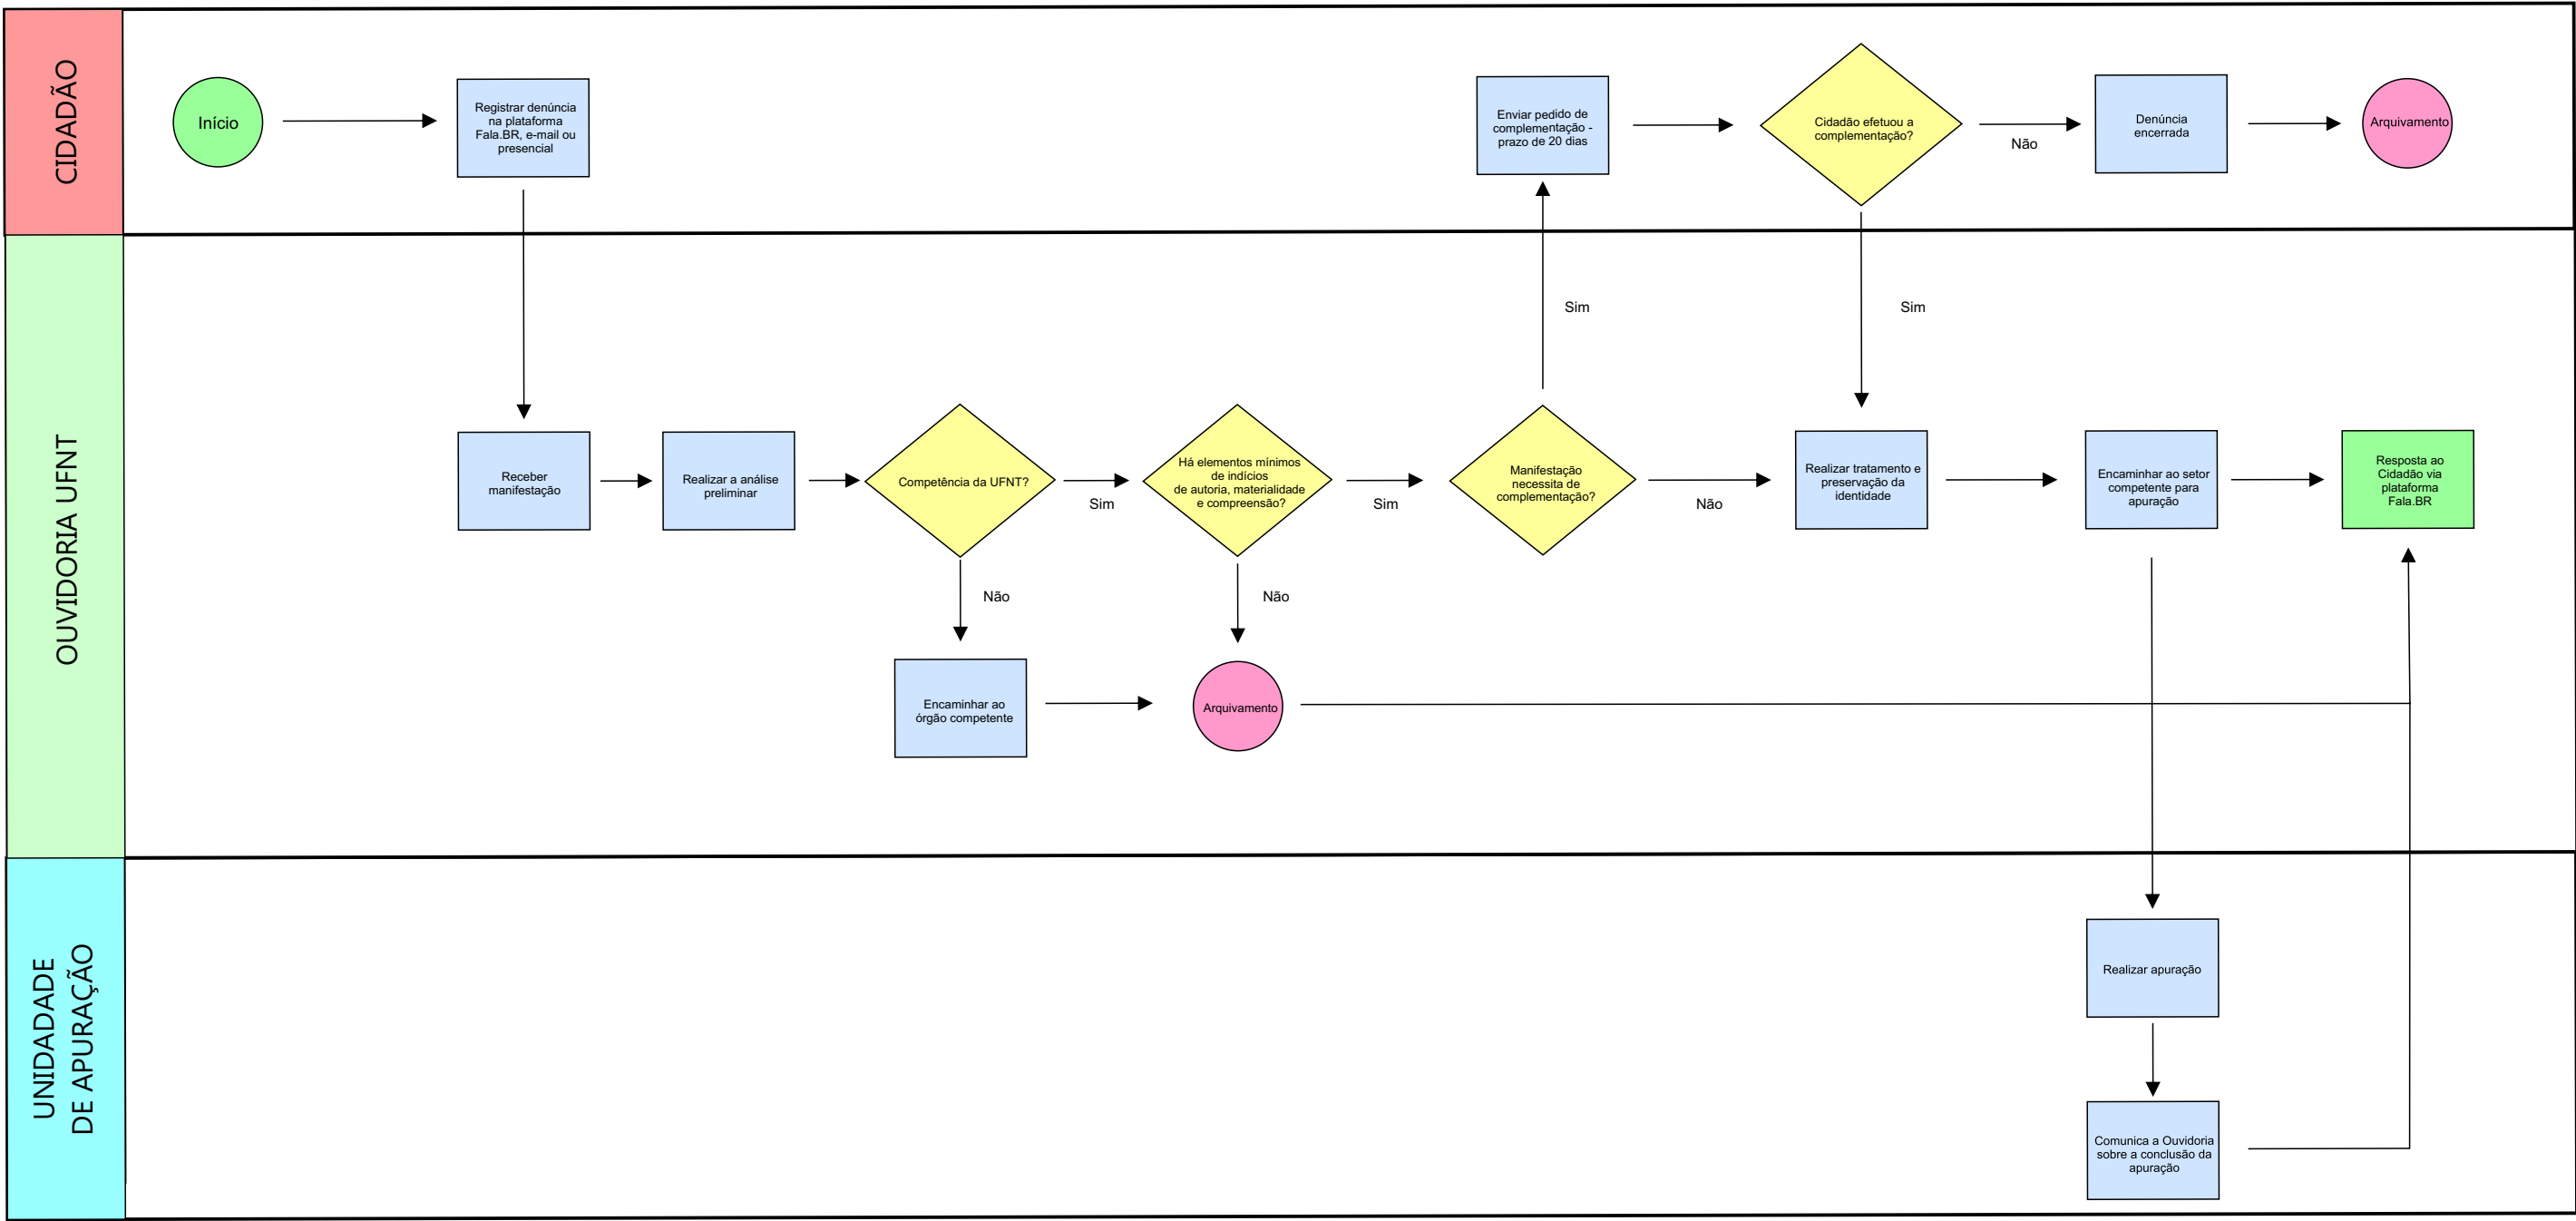 CIDADÃO
Início
Registrar denúncia
na plataforma
Fala.BR, e-mail ou
presencial
Enviar pedido de
complementação -
prazo de 20 dias
Cidadão efetuou a
complementação?
Não
Denúncia
encerrada
Arquivamento
Sim
Sim
OUVIDORIA UFNT
Receber
manifestação
Realizar a análise
preliminar
Competência da UFNT?
Sim
Há elementos mínimos
de indícios
de autoria, materialidade
e compreensão?
Sim
Manifestação
necessita de
complementação?
Não
Realizar tratamento e
preservação da
identidade
Encaminhar ao setor
competente para
apuração
Resposta ao
Cidadão via
plataforma
Fala.BR
Não
Não
Encaminhar ao
órgão competente
Arquivamento
UNIDADADE
DE APURAÇÃO
Realizar apuração
Comunica a Ouvidoria
sobre a conclusão da
apuração